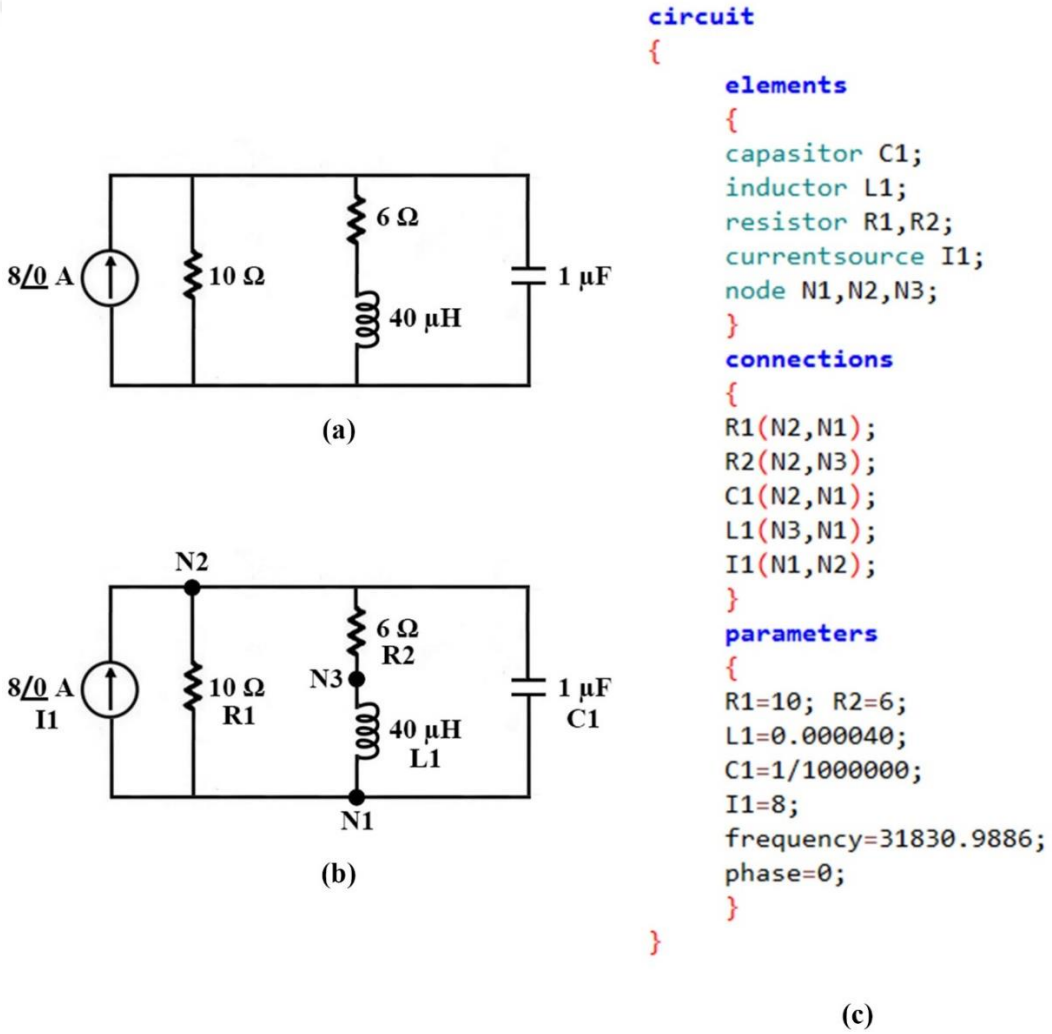 8/0 A
10 Ω
6 Ω
40 μH
1 μF
(a)
N2
8/0 A
I1
10 Ω
R1
6 Ω
R2
N3
40 μH
L1
1 μF
C1
N1
(b)
circuit
{
elements
{
capasitor C1;
inductor L1;
resistor R1,R2;
currentsource I1;
node N1,N2,N3;
}
connections
{
R1(N2,N1);
R2(N2,N3);
C1(N2,N1);
L1(N3,N1);
I1(N1,N2);
}
parameters
{
R1=10; R2=6;
L1=0.000040;
C1=1/1000000;
I1=8;
frequency=31830.9886;
phase=0;
}
}
(c)